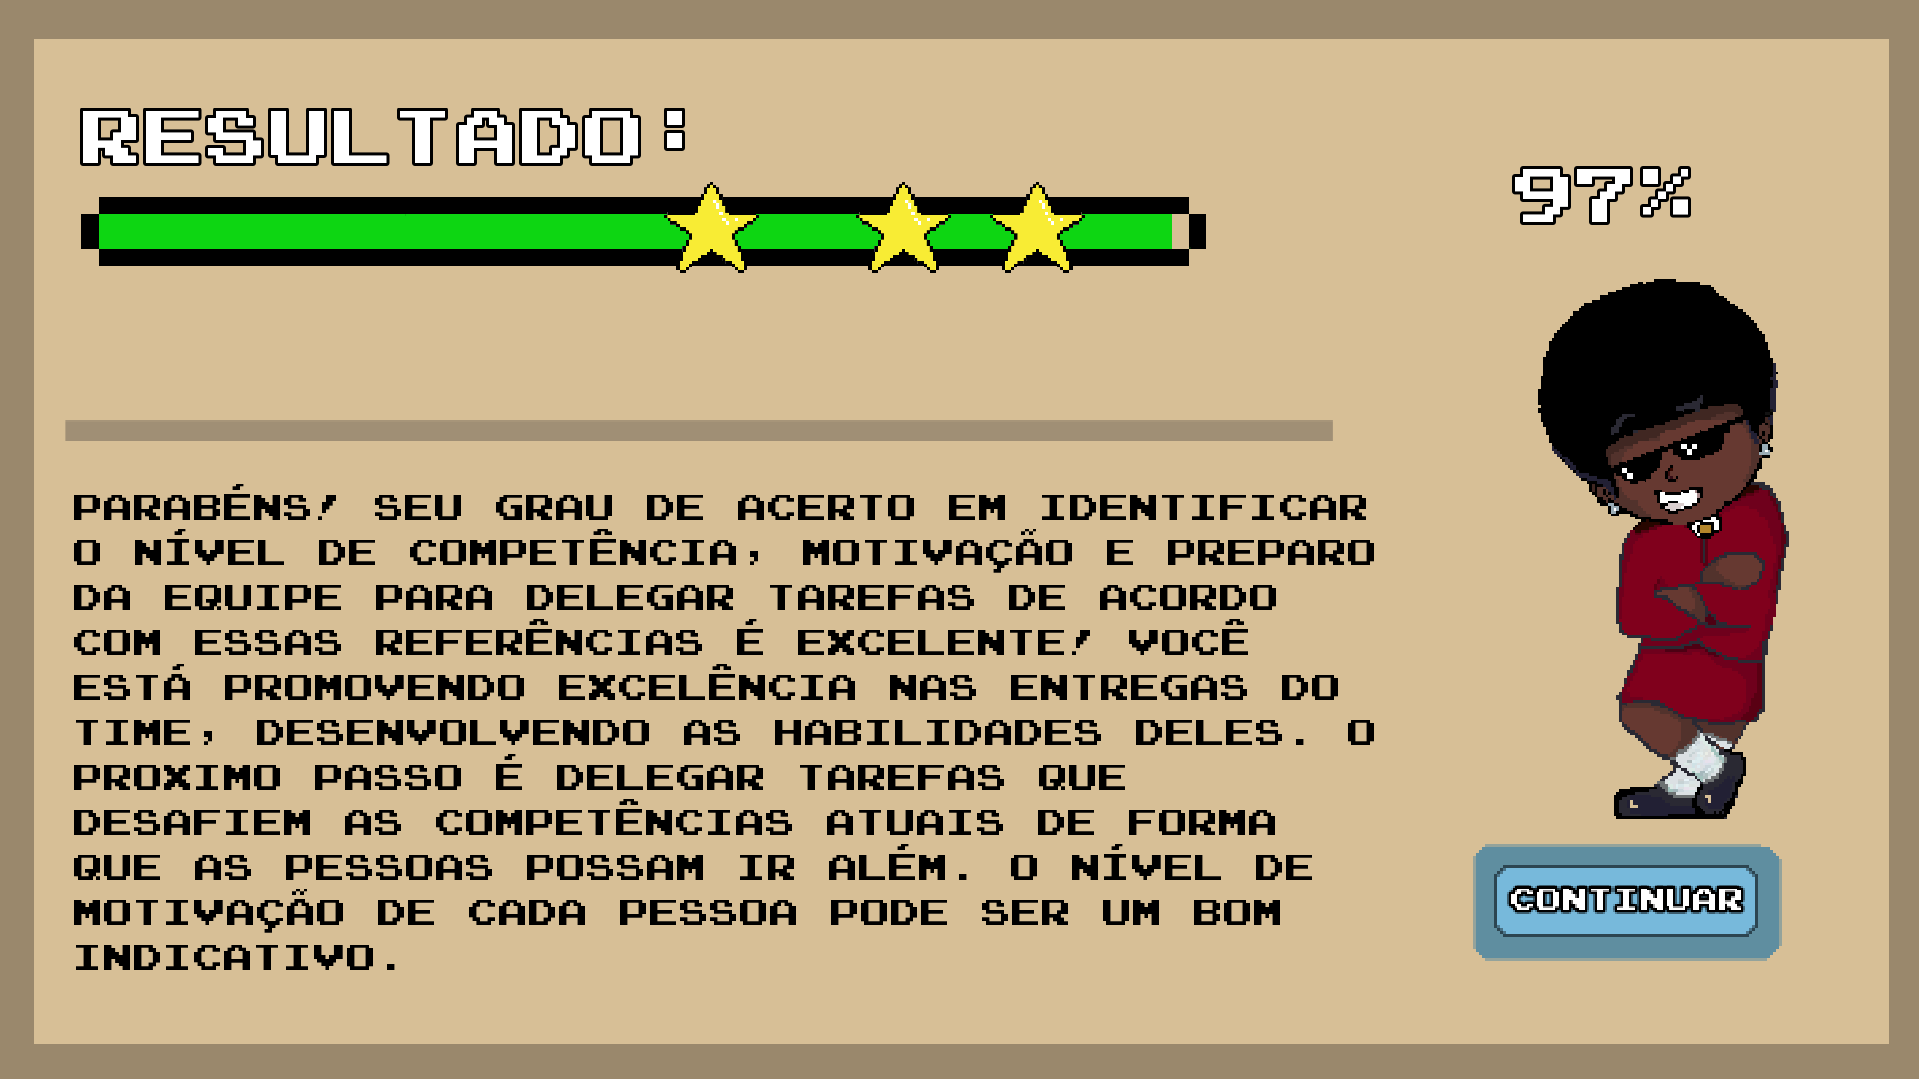 RESULTADO:
97%
PARABÉNS! SEU GRAU DE ACERTO EM IDENTIFICAR
O NÍVEL DE COMPETÊNCIA, MOTIVAÇÃO E PREPARO
DA EQUIPE PARA DELEGAR TAREFAS DE ACORDO
COM ESSAS REFERÊNCIAS É EXCELENTE! VOCÊ
ESTÁ PROMOVENDO EXCELÊNCIA NAS ENTREGAS DO
TIME, DESENVOLVENDO AS HABILIDADES DELES. O
PROXIMO PASSO É DELEGAR TAREFAS QUE
DESAFIEM AS COMPETÊNCIAS ATUAIS DE FORMA
QUE AS PESSOAS POSSAM IR ALÉM. O NÍVEL DE
MOTIVAÇÃO DE CADA PESSOA PODE SER UM BOM
INDICATIVO.
CONTINUAR